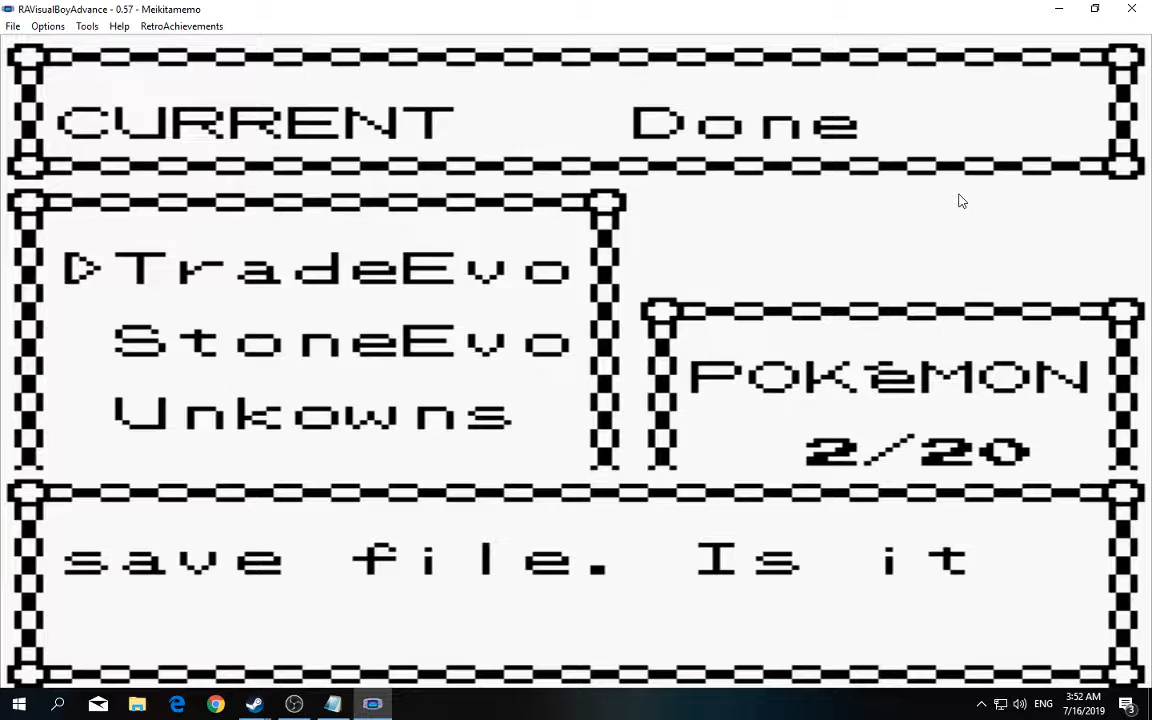 RAVisualBoyAdvance - 0.57 - Meikitamemo
File Options Tools Help RetroAchievements
CURRENT Done
TradeEvo
StoneEvo
Unkowns
POKéMON
2/20
save file. Is it
ENG
3:52 AM
7/16/2019
3